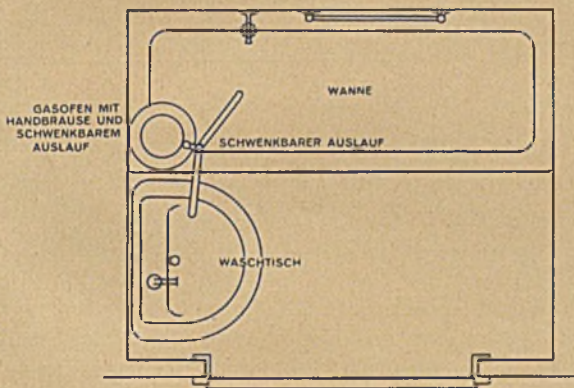 WANNE
GASOFEN MIT
HANDBRAUSE UND
SCHWENKBAREM
AUSLAUF
SCHWENKBARER AUSLAUF
WASCHTISCH